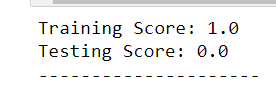 Training Score: 1.0
Testing Score: 0.0
---------------------